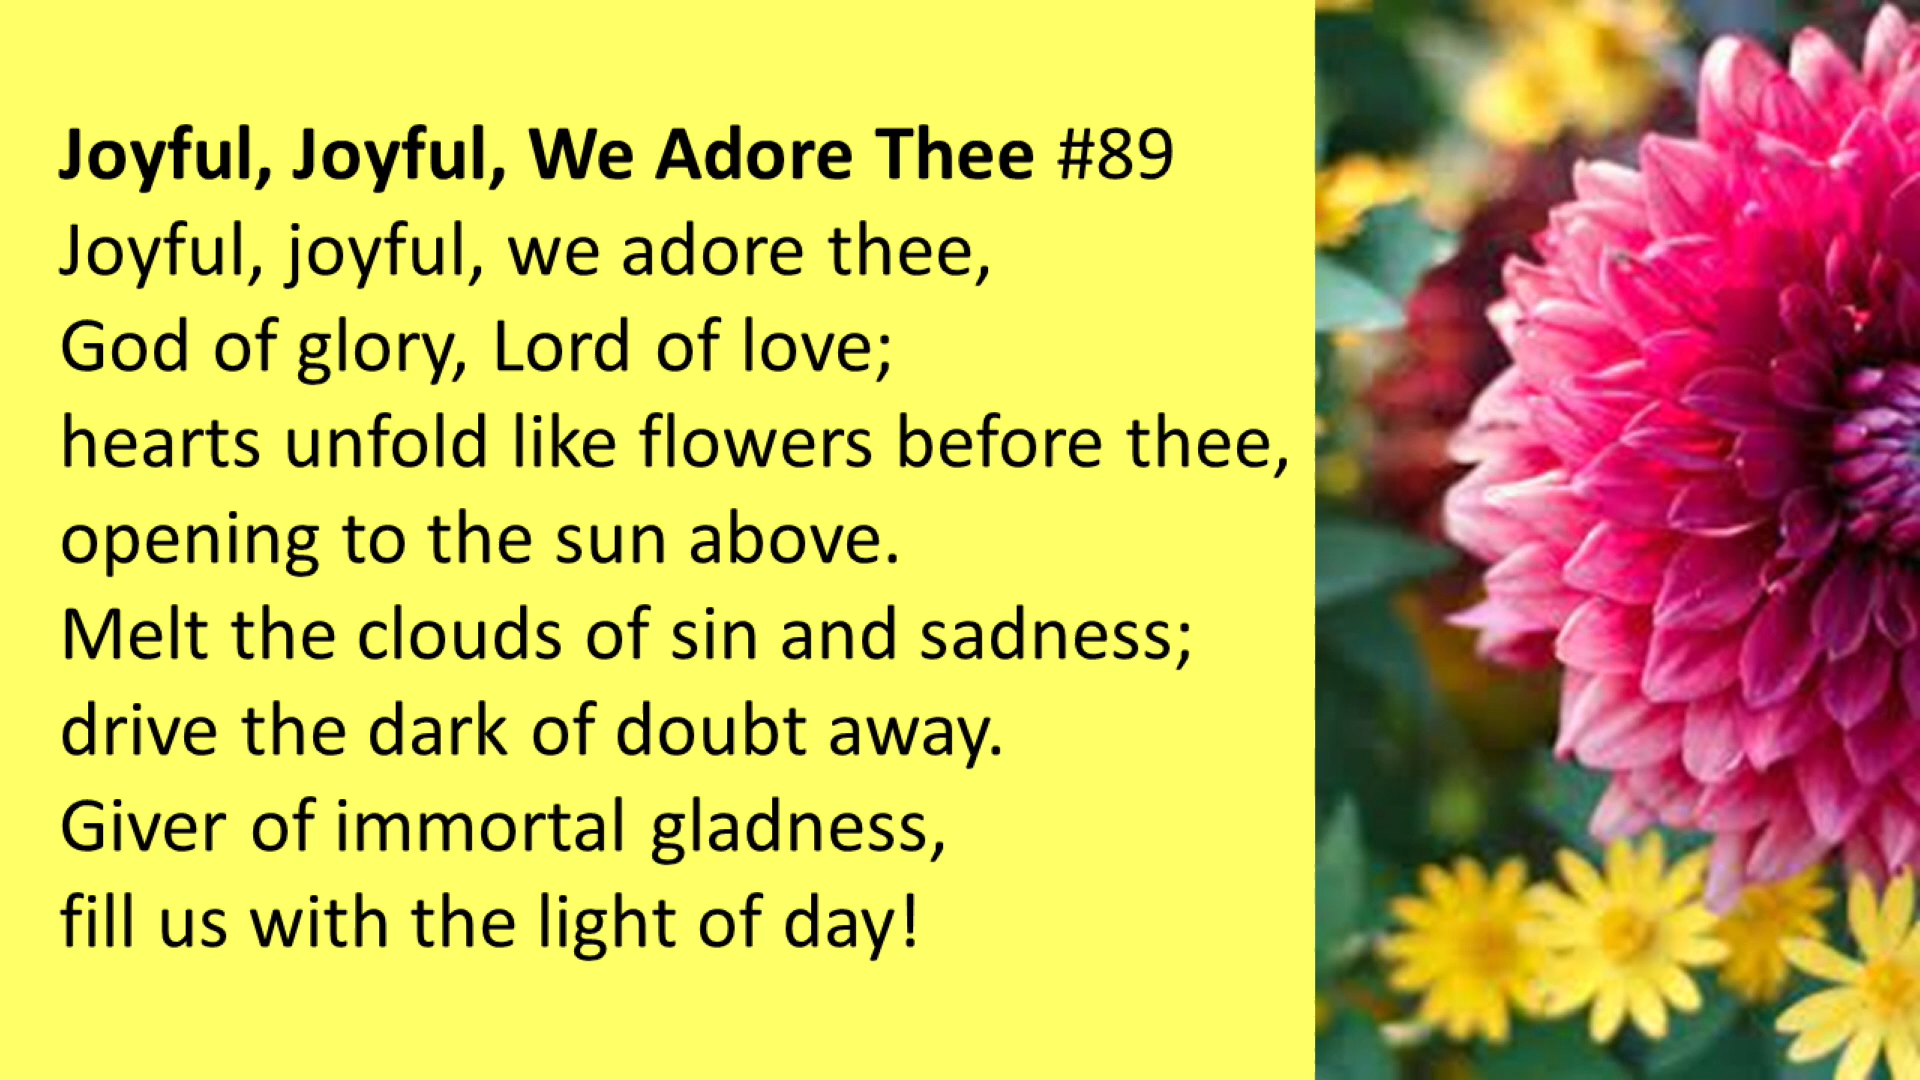 Joyful, Joyful, We Adore Thee #89
Joyful, joyful, we adore thee,
God of glory, Lord of love;
hearts unfold like flowers before thee,
opening to the sun above.
Melt the clouds of sin and sadness;
drive the dark of doubt away.
Giver of immortal gladness,
fill us with the light of day!